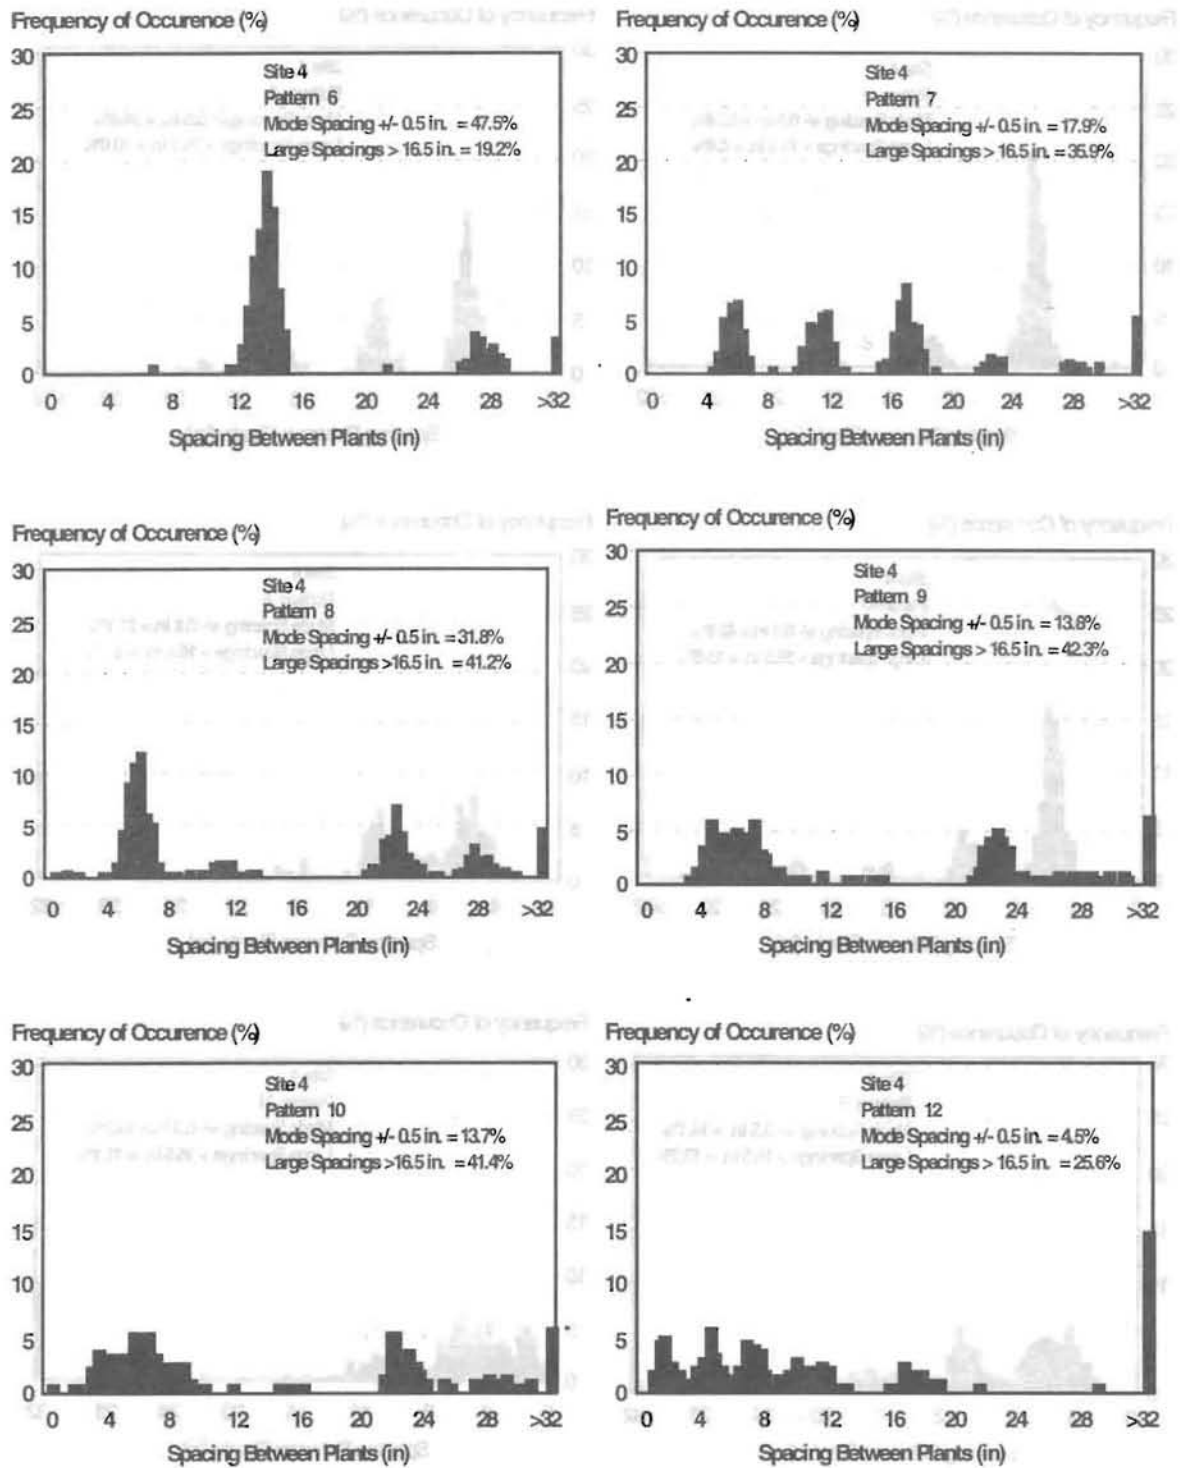 Frequency of Occurence (%)
30
25
20
15
10
5
0
Site 4
Pattern 6
Mode Spacing +/- 0.5 in. = 47.5%
Large Spacings > 16.5 in. = 19.2%
0 4 8 12 16 20 24 28 >32
Spacing Between Plants (in)
Frequency of Occurence (%)
30
25
20
15
10
5
0
Site 4
Pattern 7
Mode Spacing +/- 0.5 in. = 17.9%
Large Spacings > 16.5 in. = 35.9%
0 4 8 12 16 20 24 28 >32
Spacing Between Plants (in)
Frequency of Occurence (%)
30
25
20
15
10
5
0
Site 4
Pattern 8
Mode Spacing +/- 0.5 in. = 31.8%
Large Spacings >16.5 in. = 41.2%
0 4 8 12 16 20 24 28 >32
Spacing Between Plants (in)
Frequency of Occurence (%)
30
25
20
15
10
5
0
Site 4
Pattern 9
Mode Spacing +/- 0.5 in. = 13.8%
Large Spacings > 16.5 in. = 42.3%
0 4 8 12 16 20 24 28 >32
Spacing Between Plants (in)
Frequency of Occurence (%)
30
25
20
15
10
5
0
Site 4
Pattern 10
Mode Spacing +/- 0.5 in. = 13.7%
Large Spacings >16.5 in. = 41.4%
0 4 8 12 16 20 24 28 >32
Spacing Between Plants (in)
Frequency of Occurence (%)
30
25
20
15
10
5
0
Site 4
Pattern 12
Mode Spacing +/- 0.5 in. = 4.5%
Large Spacings > 16.5 in. = 25.6%
0 4 8 12 16 20 24 28 >32
Spacing Between Plants (in)